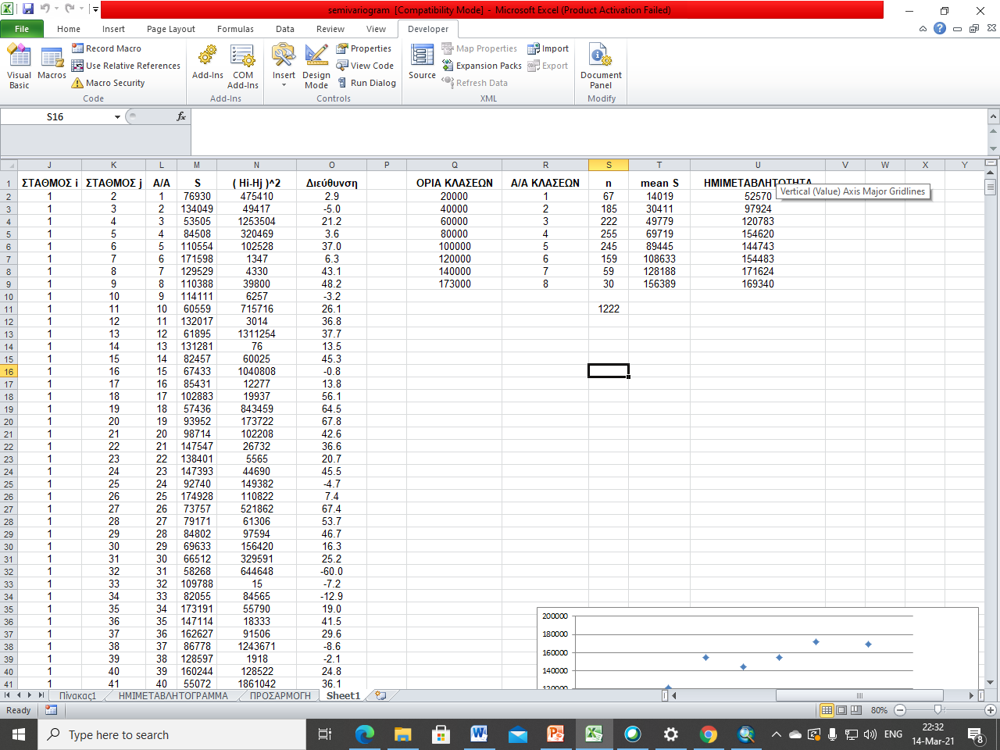 semivariogram [Compatibility Mode] - Microsoft Excel (Product Activation Failed)
File Home Insert Page Layout Formulas Data Review View Developer
Visual Basic Macros Record Macro Use Relative References Macro Security Code
Add-Ins COM Add-Ins Add-Ins
Insert Design Mode Properties View Code Run Dialog Controls
Source Map Properties Expansion Packs Refresh Data Import Export XML
Document Panel Modify
S16 fx
J K L M N O P Q R S T U V W X Y
1 ΣΤΑΘΜΟΣ i ΣΤΑΘΜΟΣ j Α/Α S ( Hi-Hj )^2 Διεύθυνση ΟΡΙΑ ΚΛΑΣΕΩΝ Α/Α ΚΛΑΣΕΩΝ n mean S ΗΜΙΜΕΤΑΒΛΗΤΟΤΗΤΑ
Vertical (Value) Axis Major Gridlines
2 1 2 1 76930 475410 2.9 20000 1 67 14019 52570
3 1 3 2 134049 49417 -5.0 40000 2 185 30411 97924
4 1 4 3 53505 1253504 21.2 60000 3 222 49779 120783
5 1 5 4 84508 320469 3.6 80000 4 255 69719 154620
6 1 6 5 110554 102528 37.0 100000 5 245 89445 144743
7 1 7 6 171598 1347 6.3 120000 6 159 108633 154483
8 1 8 7 129529 4330 43.1 140000 7 59 128188 171624
9 1 9 8 110388 39800 48.2 173000 8 30 156389 169340
10 1 10 9 114111 6257 -3.2
11 1 11 10 60559 715716 26.1 1222
12 1 12 11 132017 3014 36.8
13 1 13 12 61895 1311254 37.7
14 1 14 13 131281 76 13.5
15 1 15 14 82457 60025 45.3
16 1 16 15 67433 1040808 -0.8
17 1 17 16 85431 12277 13.8
18 1 18 17 102883 19937 56.1
19 1 19 18 57436 843459 64.5
20 1 20 19 93952 173722 67.8
21 1 21 20 98714 102208 42.6
22 1 22 21 147547 26732 36.6
23 1 23 22 138401 5565 20.7
24 1 24 23 147393 44690 45.5
25 1 25 24 92740 149382 -4.7
26 1 26 25 174928 110822 7.4
27 1 27 26 73757 521862 67.4
28 1 28 27 79171 61306 53.7
29 1 29 28 84802 97594 46.7
30 1 30 29 69633 156420 16.3
31 1 31 30 66512 329591 25.2
32 1 32 31 58268 644648 -60.0
33 1 33 32 109788 15 -7.2
34 1 34 33 82055 84565 -12.9
35 1 35 34 173191 55790 19.0
36 1 36 35 147114 18333 41.5
37 1 37 36 162627 91506 29.6
38 1 38 37 86778 1243671 -8.6
39 1 39 38 128597 1918 -2.1
40 1 40 39 160244 128522 24.8
41 1 41 40 55072 1861042 36.1
200000
180000
160000
140000
120000
Πίνακας1 ΗΜΙΜΕΤΑΒΛΗΤΟΓΡΑΜΜΑ ΠΡΟΣΑΡΜΟΓΗ Sheet1
Ready 80%
Type here to search ENG 22:32 14-Mar-21 8